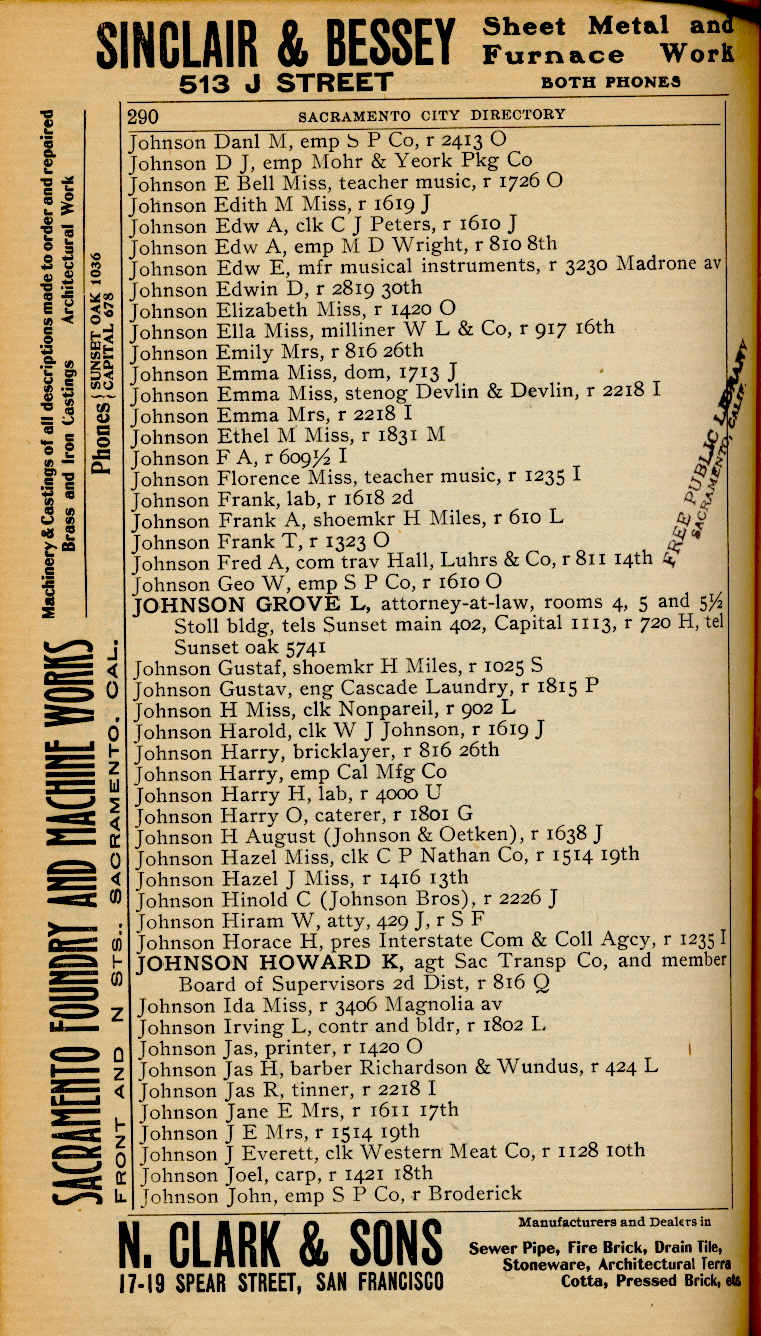 SINCLAIR & BESSEY
513 J STREET
Sheet Metal and
Furnace Work
BOTH PHONES
Machinery & Castings of all descriptions made to order and repaired
Brass and Iron Castings Architectural Work
Phones { SUNSET OAK 1036
CAPITAL 678
SACRAMENTO FOUNDRY AND MACHINE WORKS
FRONT AND N STS., SACRAMENTO, CAL.
290 SACRAMENTO CITY DIRECTORY
Johnson Danl M, emp S P Co, r 2413 O
Johnson D J, emp Mohr & Yeork Pkg Co
Johnson E Bell Miss, teacher music, r 1726 O
Johnson Edith M Miss, r 1619 J
Johnson Edw A, clk C J Peters, r 1610 J
Johnson Edw A, emp M D Wright, r 810 8th
Johnson Edw E, mfr musical instruments, r 3230 Madrone av
Johnson Edwin D, r 2819 30th
Johnson Elizabeth Miss, r 1420 O
Johnson Ella Miss, milliner W L & Co, r 917 16th
Johnson Emily Mrs, r 816 26th
Johnson Emma Miss, dom, 1713 J
Johnson Emma Miss, stenog Devlin & Devlin, r 2218 I
Johnson Emma Mrs, r 2218 I
Johnson Ethel M Miss, r 1831 M
Johnson F A, r 609½ I
Johnson Florence Miss, teacher music, r 1235 I
Johnson Frank, lab, r 1618 2d
Johnson Frank A, shoemkr H Miles, r 610 L
Johnson Frank T, r 1323 O
Johnson Fred A, com trav Hall, Luhrs & Co, r 811 14th
Johnson Geo W, emp S P Co, r 1610 O
JOHNSON GROVE L, attorney-at-law, rooms 4, 5 and 5½
Stoll bldg, tels Sunset main 402, Capital 1113, r 720 H, tel
Sunset oak 5741
Johnson Gustaf, shoemkr H Miles, r 1025 S
Johnson Gustav, eng Cascade Laundry, r 1815 P
Johnson H Miss, clk Nonpareil, r 902 L
Johnson Harold, clk W J Johnson, r 1619 J
Johnson Harry, bricklayer, r 816 26th
Johnson Harry, emp Cal Mfg Co
Johnson Harry H, lab, r 4000 U
Johnson Harry O, caterer, r 1801 G
Johnson H August (Johnson & Oetken), r 1638 J
Johnson Hazel Miss, clk C P Nathan Co, r 1514 19th
Johnson Hazel J Miss, r 1416 13th
Johnson Hinold C (Johnson Bros), r 2226 J
Johnson Hiram W, atty, 429 J, r S F
Johnson Horace H, pres Interstate Com & Coll Agcy, r 1235 I
JOHNSON HOWARD K, agt Sac Transp Co, and member
Board of Supervisors 2d Dist, r 816 Q
Johnson Ida Miss, r 3406 Magnolia av
Johnson Irving L, contr and bldr, r 1802 L
Johnson Jas, printer, r 1420 O
Johnson Jas H, barber Richardson & Wundus, r 424 L
Johnson Jas R, tinner, r 2218 I
Johnson Jane E Mrs, r 1611 17th
Johnson J E Mrs, r 1514 19th
Johnson J Everett, clk Western Meat Co, r 1128 10th
Johnson Joel, carp, r 1421 18th
Johnson John, emp S P Co, r Broderick
FREE PUBLIC LIBRARY
SACRAMENTO, CALIF.
N. CLARK & SONS
17-19 SPEAR STREET, SAN FRANCISCO
Manufacturers and Dealers in
Sewer Pipe, Fire Brick, Drain Tile,
Stoneware, Architectural Terra
Cotta, Pressed Brick, etc